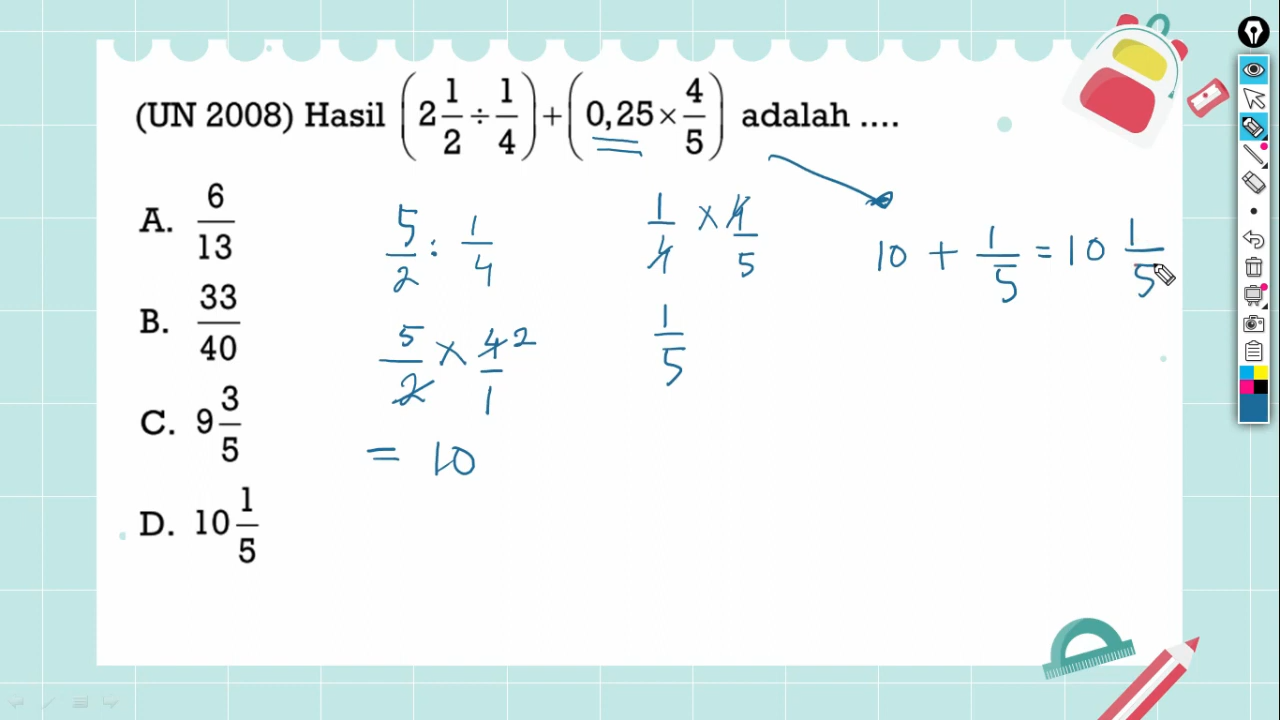 (UN 2008) Hasil (2 1/2 ÷ 1/4) + (0,25 × 4/5) adalah ....
A. 6/13
B. 33/40
C. 9 3/5
D. 10 1/5
5/2 : 1/4
5/2 × 4/1 2
= 10
1/4 × 4/5
1/5
10 + 1/5 = 10 1/5